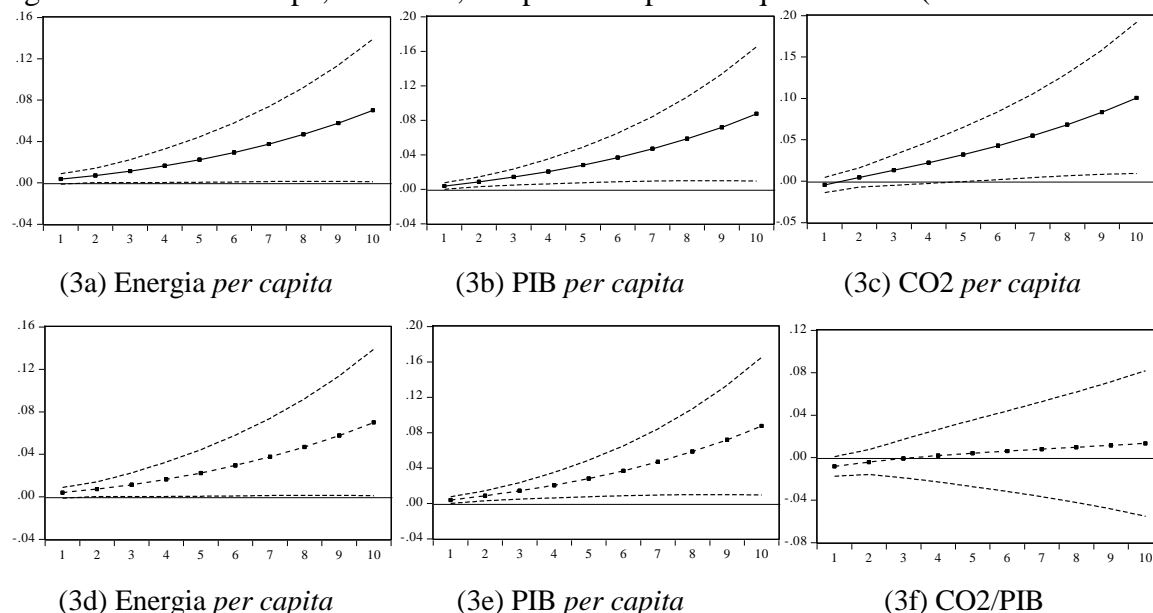 .16 .12 .08 .04 .00 -.04
1 2 3 4 5 6 7 8 9 10
(3a) Energia per capita
.20 .16 .12 .08 .04 .00 -.04
1 2 3 4 5 6 7 8 9 10
(3b) PIB per capita
.20 .15 .10 .05 .00 -.05
1 2 3 4 5 6 7 8 9 10
(3c) CO2 per capita
.16 .12 .08 .04 .00 -.04
1 2 3 4 5 6 7 8 9 10
(3d) Energia per capita
.20 .16 .12 .08 .04 .00 -.04
1 2 3 4 5 6 7 8 9 10
(3e) PIB per capita
.12 .08 .04 .00 -.04 -.08
1 2 3 4 5 6 7 8 9 10
(3f) CO2/PIB